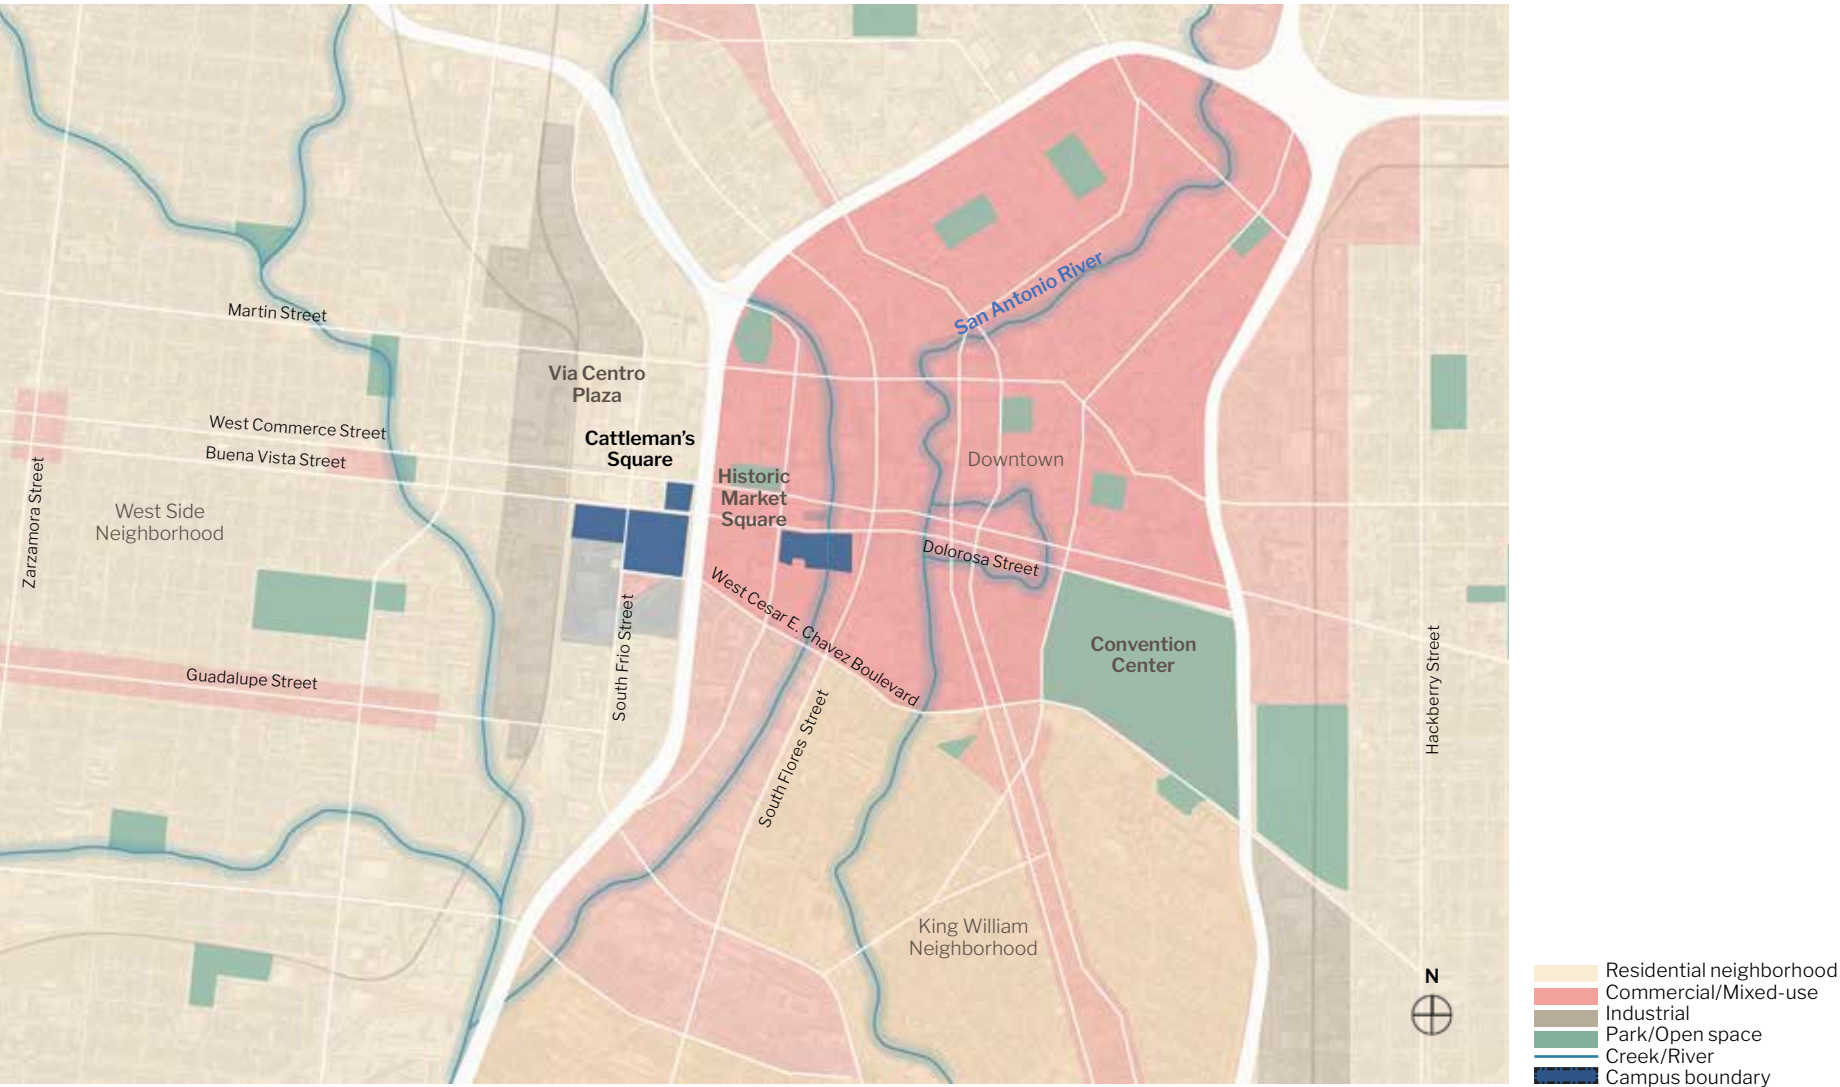 San Antonio River
Martin Street
Via Centro
Plaza
West Commerce Street
Cattleman's
Square
Buena Vista Street
Historic
Market
Square
Downtown
Zarzamora Street
West Side
Neighborhood
Dolorosa Street
West Cesar E. Chavez Boulevard
South Frio Street
Convention
Center
Hackberry Street
Guadalupe Street
South Flores Street
King William
Neighborhood
N
Residential neighborhood
Commercial/Mixed-use
Industrial
Park/Open space
Creek/River
Campus boundary